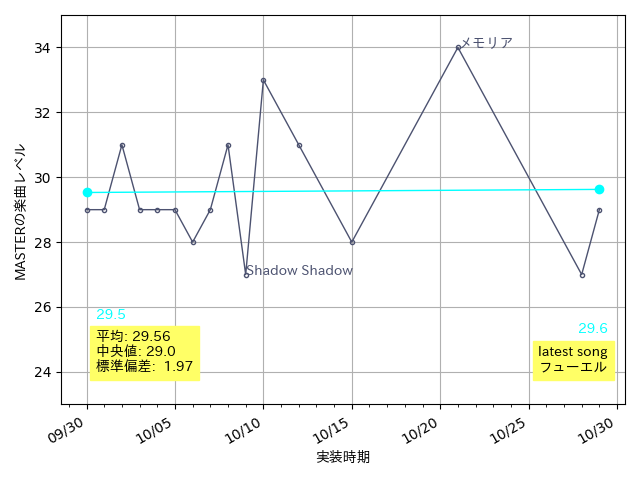 MASTERの楽曲レベル
34
32
30
28
26
24
メモリア
Shadow Shadow
29.5
平均: 29.56
中央値: 29.0
標準偏差: 1.97
29.6
latest song
フューエル
09/30
10/05
10/10
10/15
10/20
10/25
10/30
実装時期